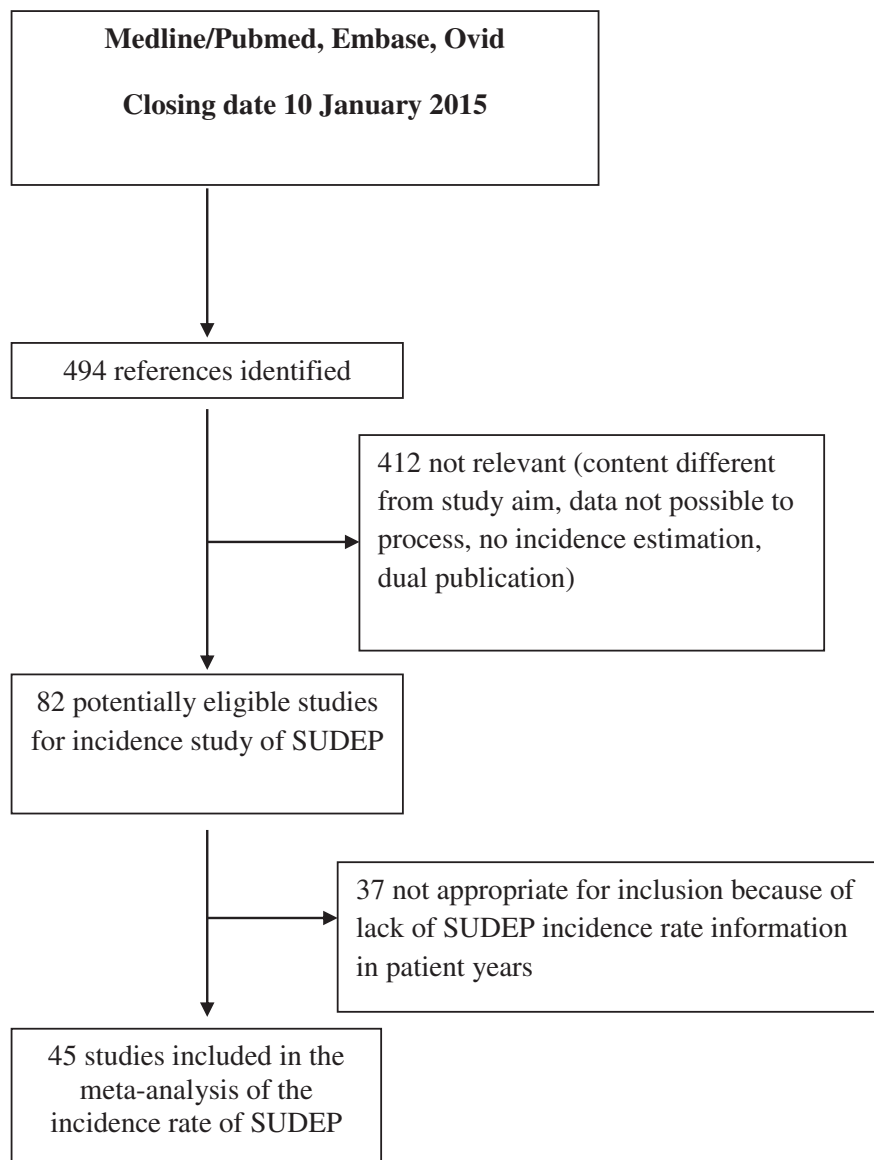 Medline/Pubmed, Embase, Ovid
Closing date 10 January 2015
494 references identified
412 not relevant (content different
from study aim, data not possible to
process, no incidence estimation,
dual publication)
82 potentially eligible studies
for incidence study of SUDEP
37 not appropriate for inclusion because of
lack of SUDEP incidence rate information
in patient years
45 studies included in the
meta-analysis of the
incidence rate of SUDEP